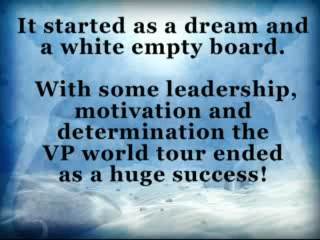 It started as a dream and
a white empty board.
With some leadership,
motivation and
determination the
VP world tour ended
as a huge success!